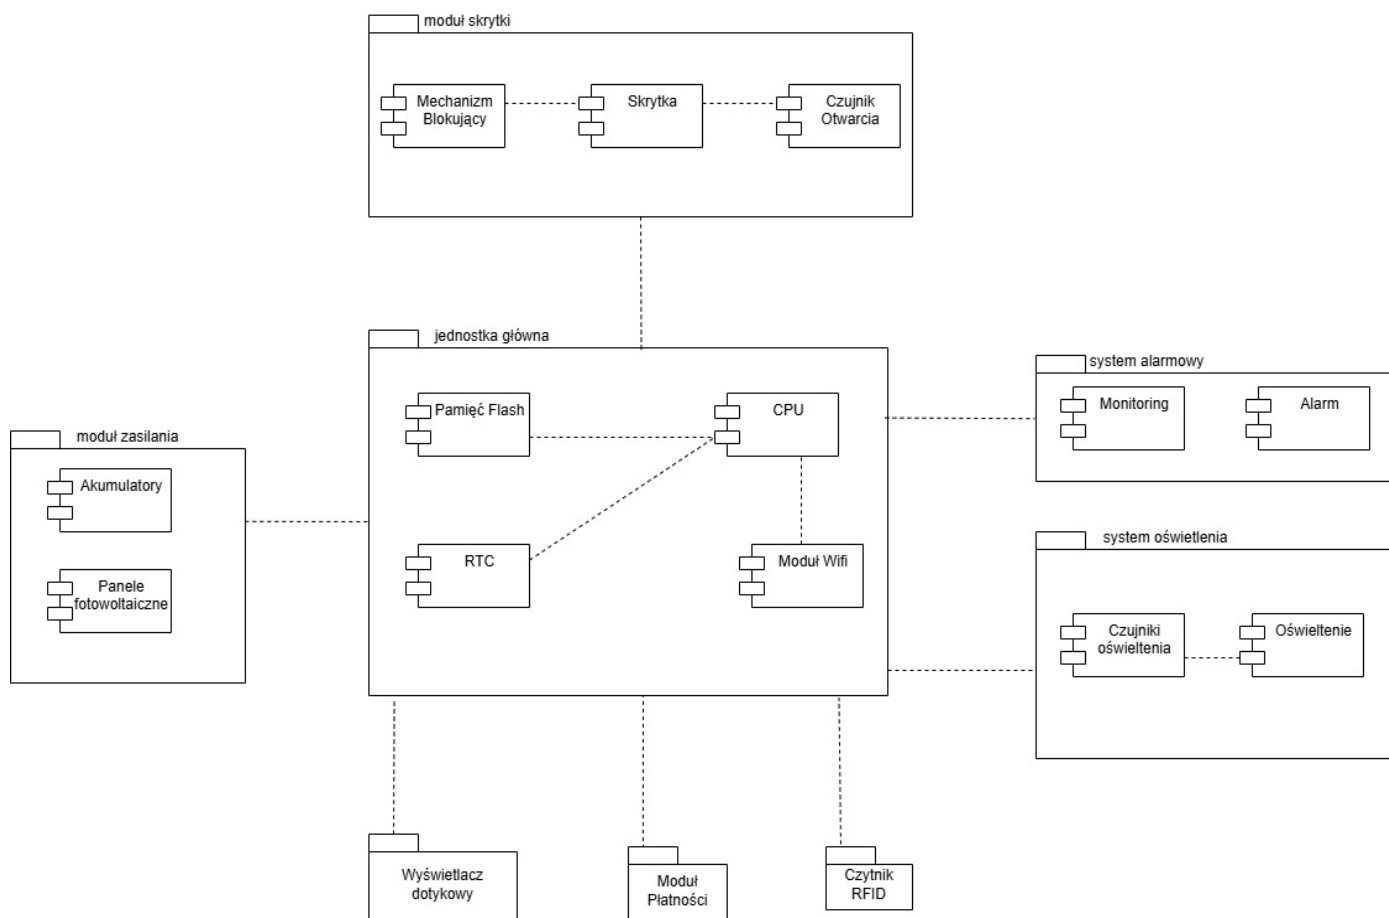 moduł skrytki
Mechanizm
Blokujący
Skrytka
Czujnik
Otwarcia
jednostka główna
Pamięć Flash
CPU
RTC
Moduł Wifi
system alarmowy
Monitoring
Alarm
moduł zasilania
Akumulatory
Panele
fotowoltaiczne
system oświetlenia
Czujniki
oświeltenia
Oświeltenie
Wyświetlacz
dotykowy
Moduł
Płatności
Czytnik
RFID